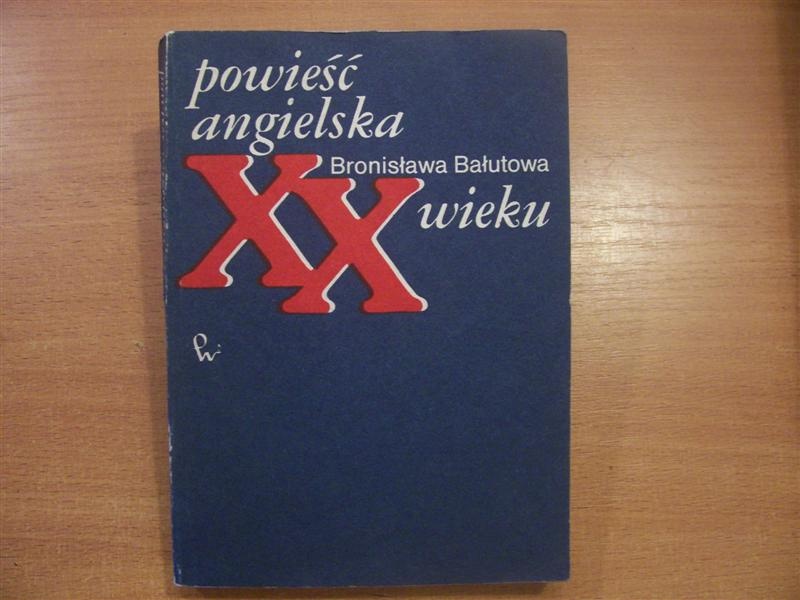 powieść
angielska
Bronisława Bałutowa
XX wieku